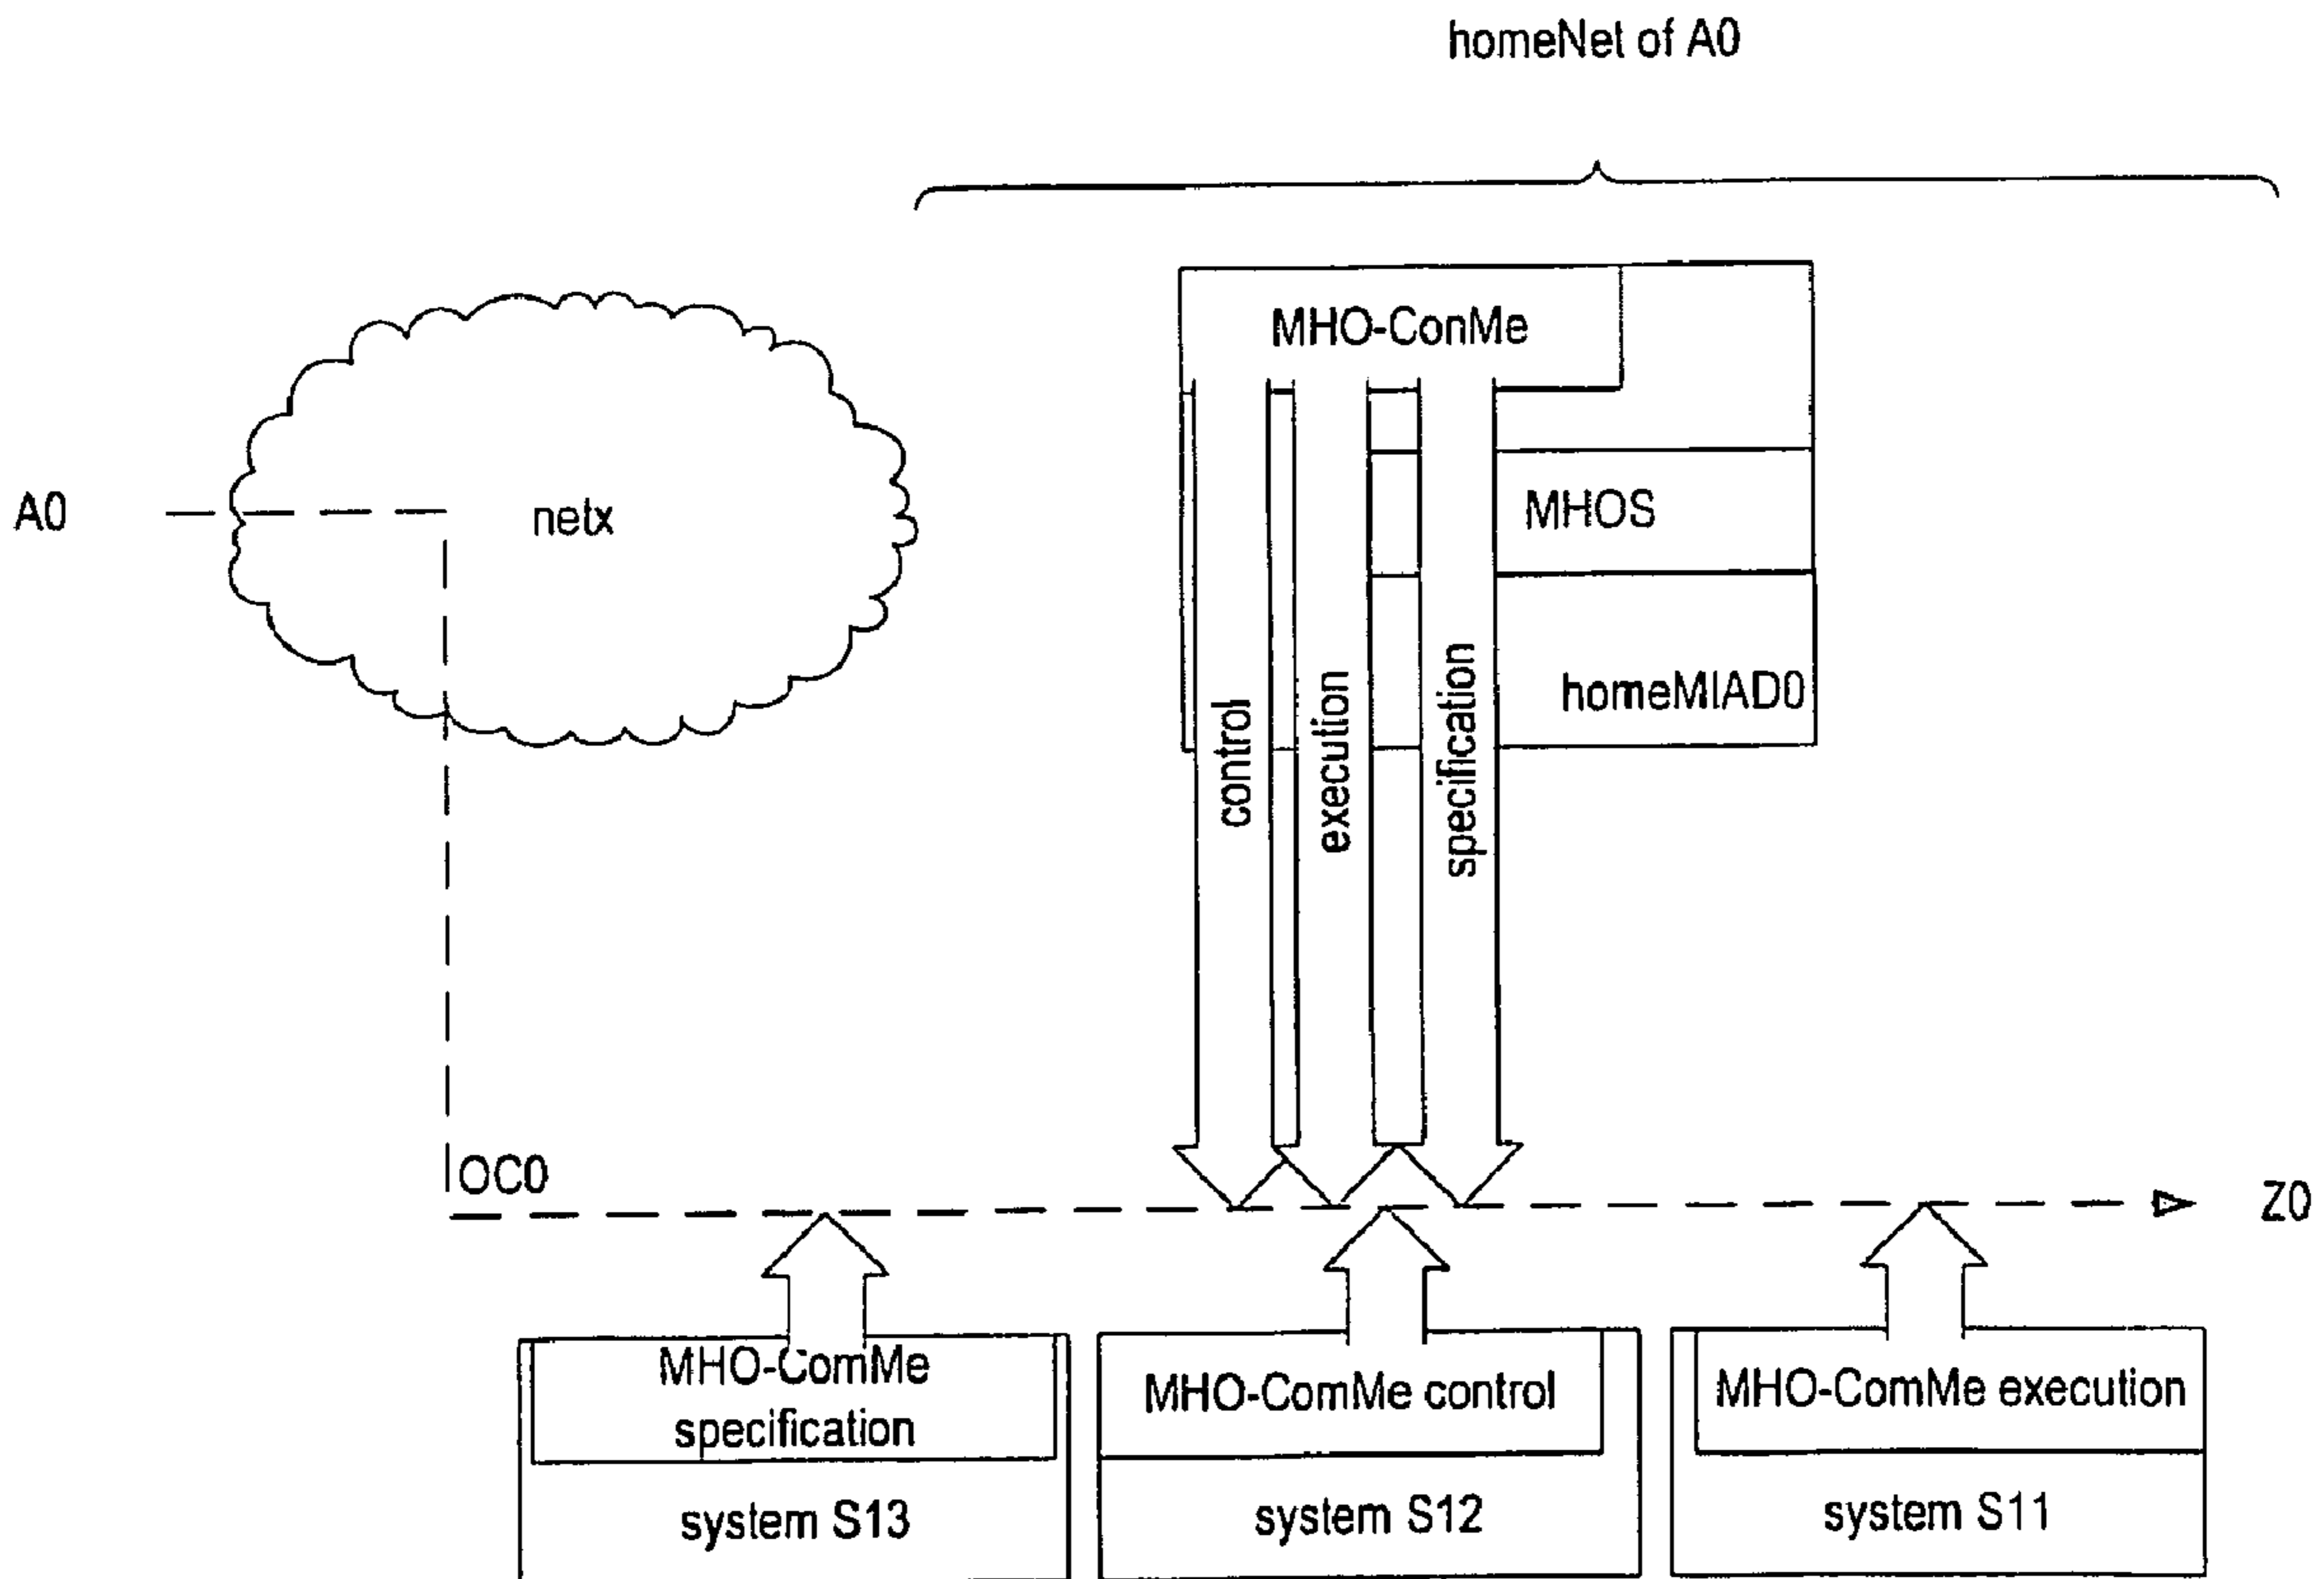 homeNet of A0
MHO-ConMe
A0
netx
MHOS
homeMIAD0
control
execution
specification
OC0
Z0
MHO-ComMe
specification
system S13
MHO-ComMe control
system S12
MHO-ComMe execution
system S11